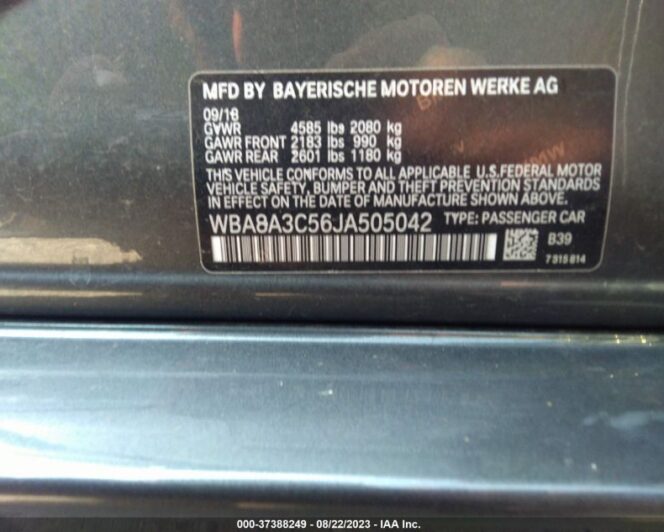 MFD BY BAYERISCHE MOTOREN WERKE AG
09/18
GVWR 4585 lbs 2080 kg
GAWR FRONT 2183 lbs 990 kg
GAWR REAR 2601 lbs 1180 kg
THIS VEHICLE CONFORMS TO ALL APPLICABLE U.S.FEDERAL MOTOR
VEHICLE SAFETY, BUMPER AND THEFT PREVENTION STANDARDS
IN EFFECT ON THE DATE OF MANUFACTURE SHOWN ABOVE.
WBA8A3C56JA505042 TYPE: PASSENGER CAR
B39
7 315 814
000-37388249 - 08/22/2023 - IAA Inc.